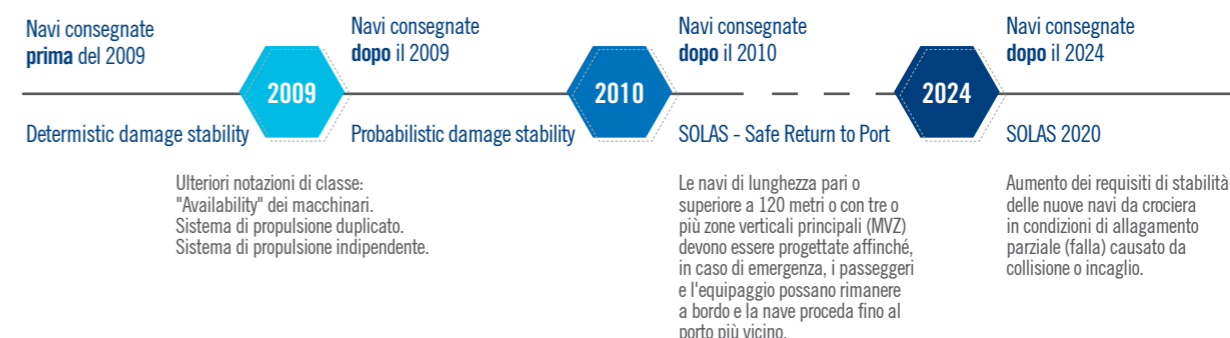 Navi consegnate
prima del 2009
2009
Navi consegnate
dopo il 2009
2010
Navi consegnate
dopo il 2010
2024
Navi consegnate
dopo il 2024
Determistic damage stability
Probabilistic damage stability
SOLAS - Safe Return to Port
SOLAS 2020
Ulteriori notazioni di classe:
"Availability" dei macchinari.
Sistema di propulsione duplicato.
Sistema di propulsione indipendente.
Le navi di lunghezza pari o
superiore a 120 metri o con tre o
più zone verticali principali (MVZ)
devono essere progettate affinché,
in caso di emergenza, i passeggeri
e l'equipaggio possano rimanere
a bordo e la nave proceda fino al
porto più vicino.
Aumento dei requisiti di stabilità
delle nuove navi da crociera
in condizioni di allagamento
parziale (falla) causato da
collisione o incaglio.